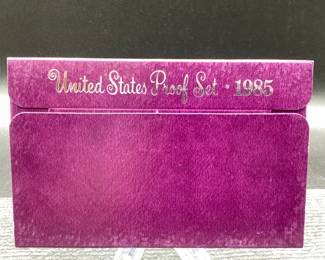 United States Proof Set · 1985